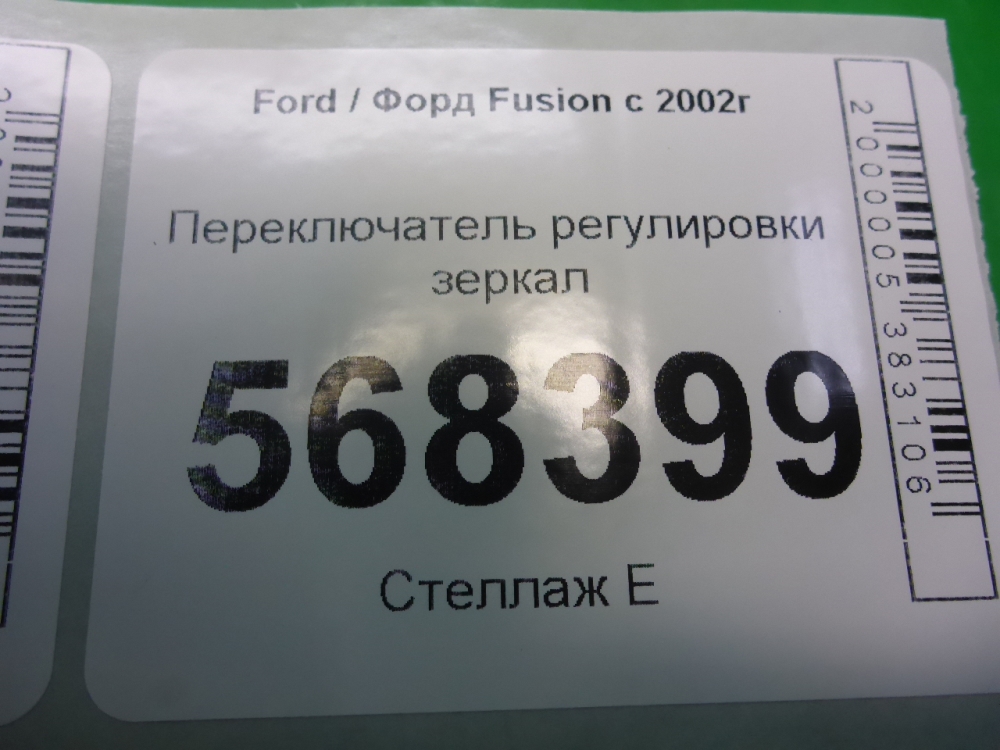 Ford / Форд Fusion с 2002г
Переключатель регулировки
зеркал
568399
Стеллаж Е
2000005383106